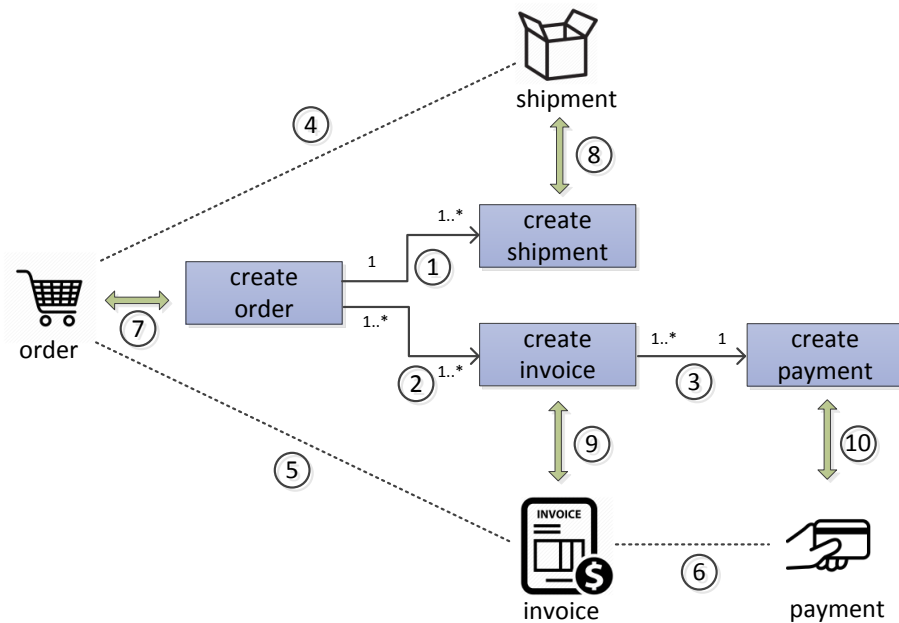 shipment
4
8
1..*
create
shipment
1
1
create
order
7
order
1..*
2
1..*
create
invoice
1..*
1
3
create
payment
5
9
10
INVOICE
$
6
invoice
payment